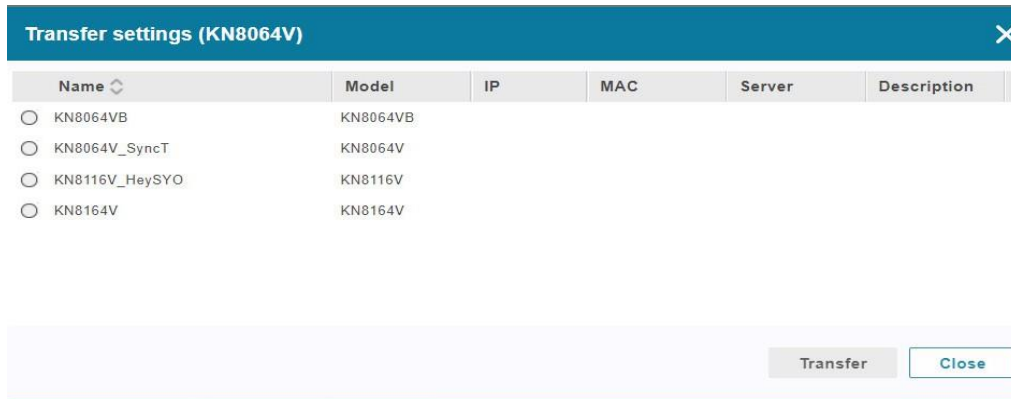 Transfer settings (KN8064V)
Name Model IP MAC Server Description
KN8064VB KN8064VB
KN8064V_SyncT KN8064V
KN8116V_HeySYO KN8116V
KN8164V KN8164V
Transfer Close